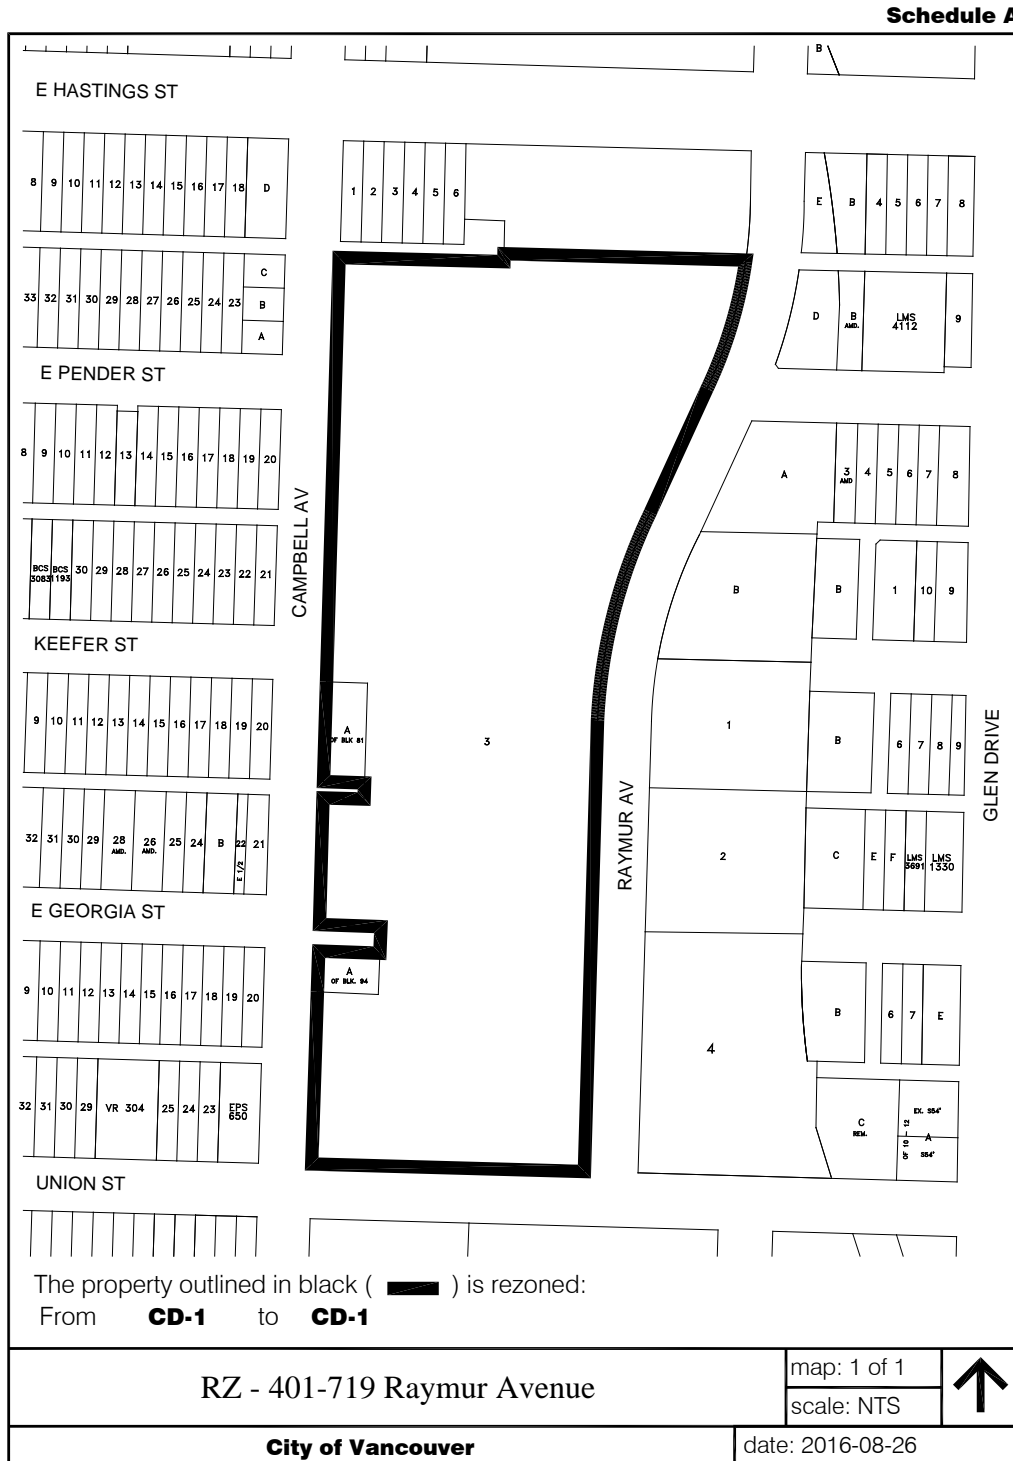 Schedule A
B
E HASTINGS ST
8 9 10 11 12 13 14 15 16 17 18 D
1 2 3 4 5 6
E B 4 5 6 7 8
33 32 31 30 29 28 27 26 25 24 23
C
B
A
D
B
AMD.
LMS
4112
9
E PENDER ST
8 9 10 11 12 13 14 15 16 17 18 19 20
A
3
AMD
4 5 6 7 8
CAMPBELL AV
BCS
3083
BCS
1193
30 29 28 27 26 25 24 23 22 21
B
B
1 10 9
KEEFER ST
9 10 11 12 13 14 15 16 17 18 19 20
A
OF BLK 81
3
1
B
6 7 8 9
GLEN DRIVE
RAYMUR AV
32 31 30 29
28
AMD.
26
AMD.
25 24 B
22
E 1/2
21
2
C E F
LMS
3691
LMS
1330
E GEORGIA ST
9 10 11 12 13 14 15 16 17 18 19 20
A
OF BLK. 94
B
6 7 E
4
32 31 30 29 VR 304 25 24 23
EPS
650
C
REM.
OF 10 - 12
EX. S54'
A
S54'
UNION ST
The property outlined in black ( ) is rezoned:
From CD-1 to CD-1
RZ - 401-719 Raymur Avenue
map: 1 of 1
scale: NTS
City of Vancouver
date: 2016-08-26